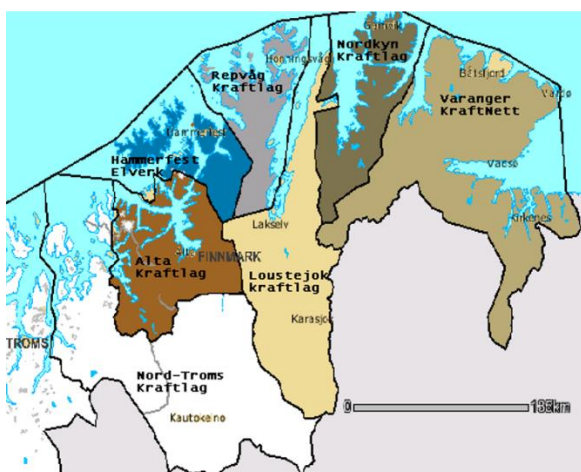 Gamvik
Nordkyn
Kraftlag
Honningsvåg
Repvåg
Kraftlag
Båtsfjord
Vardø
Varanger
KraftNett
Hammerfest
Hammerfest
Elverk
Vadsø
Kirkenes
Lakselv
Alta
FINNMARK
Alta
Kraftlag
Loustejok
kraftlag
Karasjok
TROMS
Nord-Troms
Kraftlag
Kautokeino
0
185km